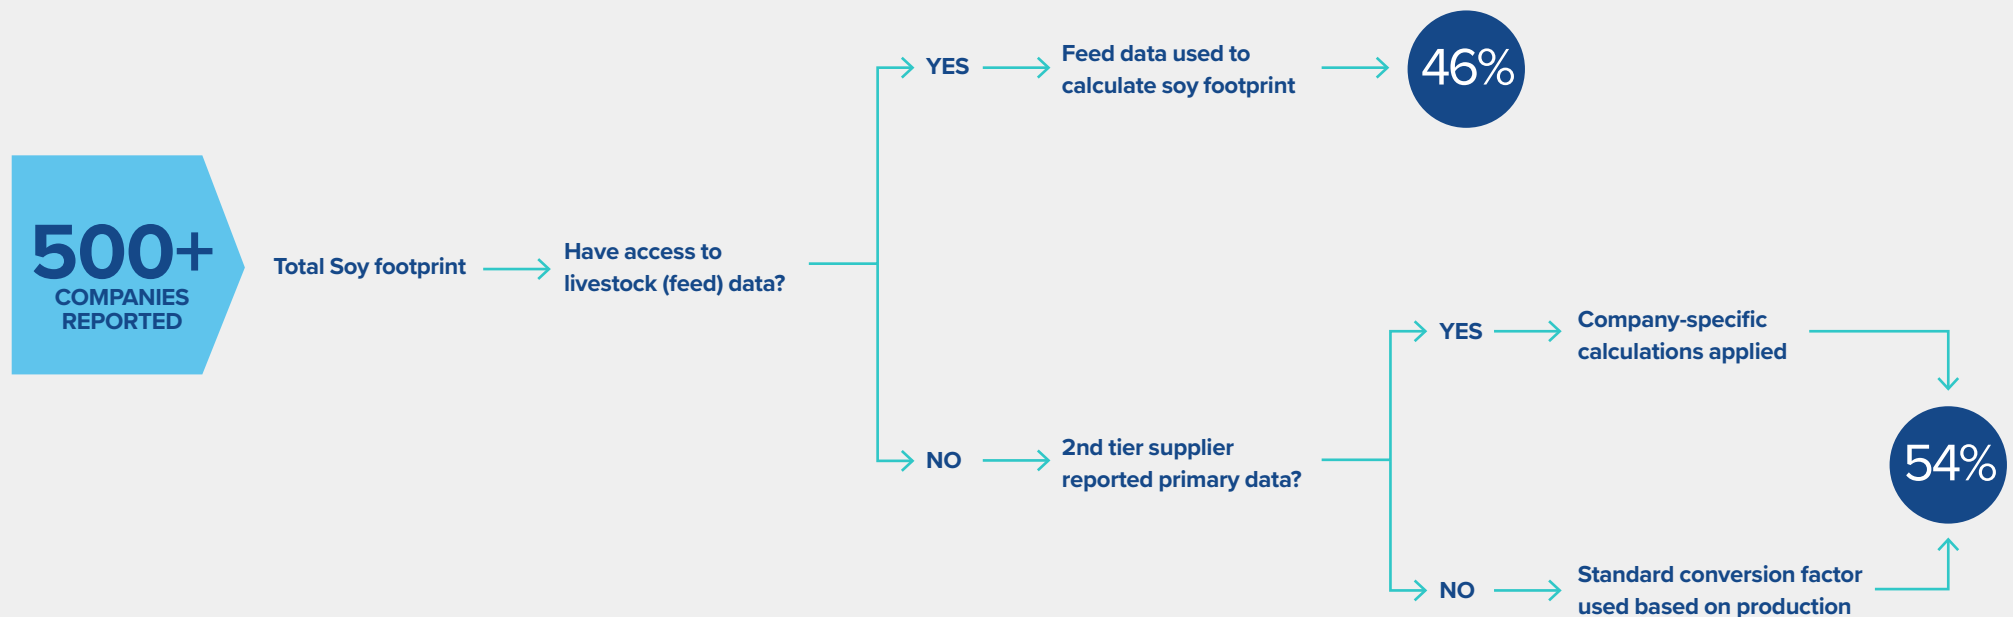 500+
COMPANIES
REPORTED
Total Soy footprint
Have access to
livestock (feed) data?
YES
Feed data used to
calculate soy footprint
46%
NO
2nd tier supplier
reported primary data?
YES
Company-specific
calculations applied
54%
NO
Standard conversion factor
used based on production